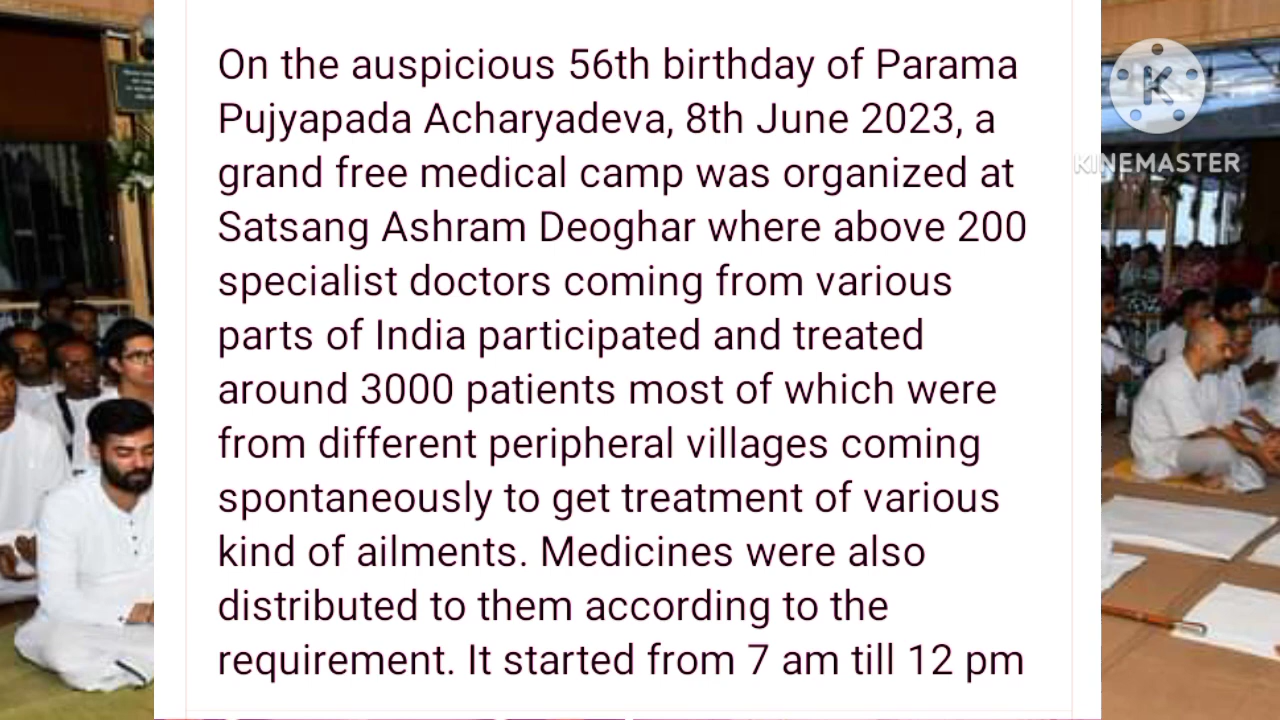 On the auspicious 56th birthday of Parama
Pujyapada Acharyadeva, 8th June 2023, a
grand free medical camp was organized at
Satsang Ashram Deoghar where above 200
specialist doctors coming from various
parts of India participated and treated
around 3000 patients most of which were
from different peripheral villages coming
spontaneously to get treatment of various
kind of ailments. Medicines were also
distributed to them according to the
requirement. It started from 7 am till 12 pm
K
KINEMASTER